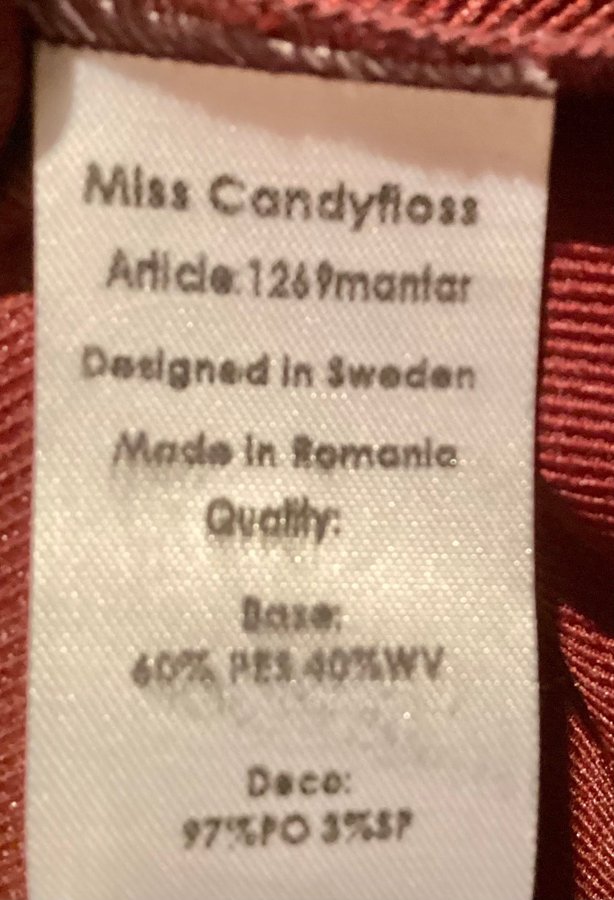 Miss Candyfloss
Article:1269mantar
Designed in Sweden
Made in Romania
Quality:
Base:
60% PES 40%WV
Deco:
97%PO 3%SP